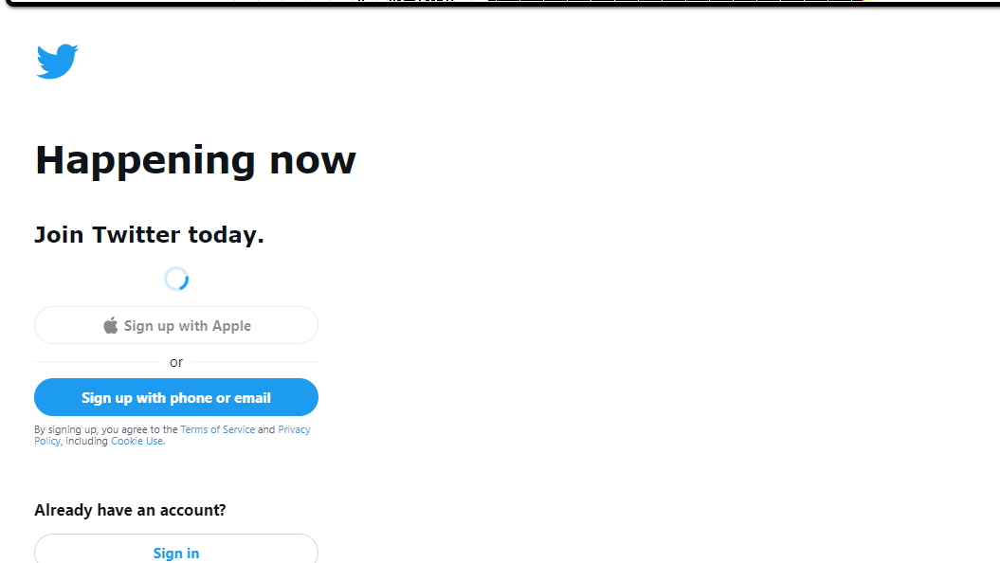 Happening now
Join Twitter today.
Sign up with Apple
or
Sign up with phone or email
By signing up, you agree to the Terms of Service and Privacy
Policy, including Cookie Use.
Already have an account?
Sign in